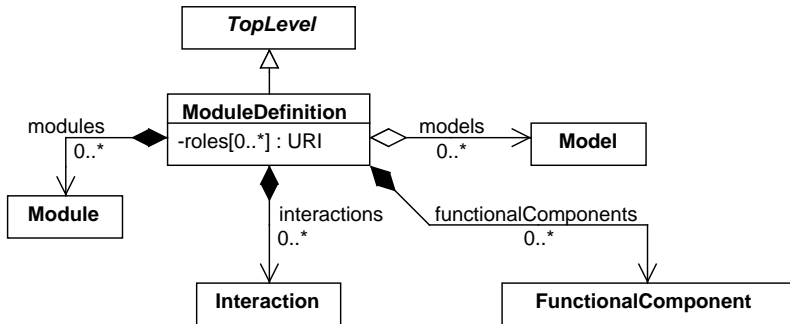 TopLevel
ModuleDefinition
-roles[0..*] : URI
modules
0..*
models
0..*
Model
Module
interactions
0..*
functionalComponents
0..*
Interaction
FunctionalComponent